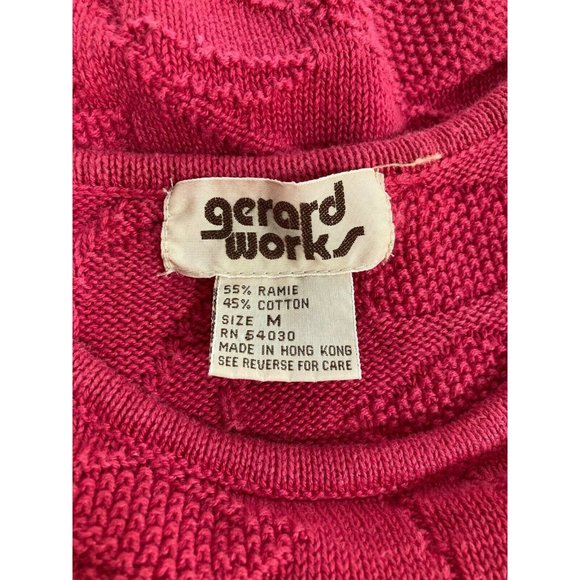 gerard
works
55% RAMIE
45% COTTON
SIZE M
RN 54030
MADE IN HONG KONG
SEE REVERSE FOR CARE